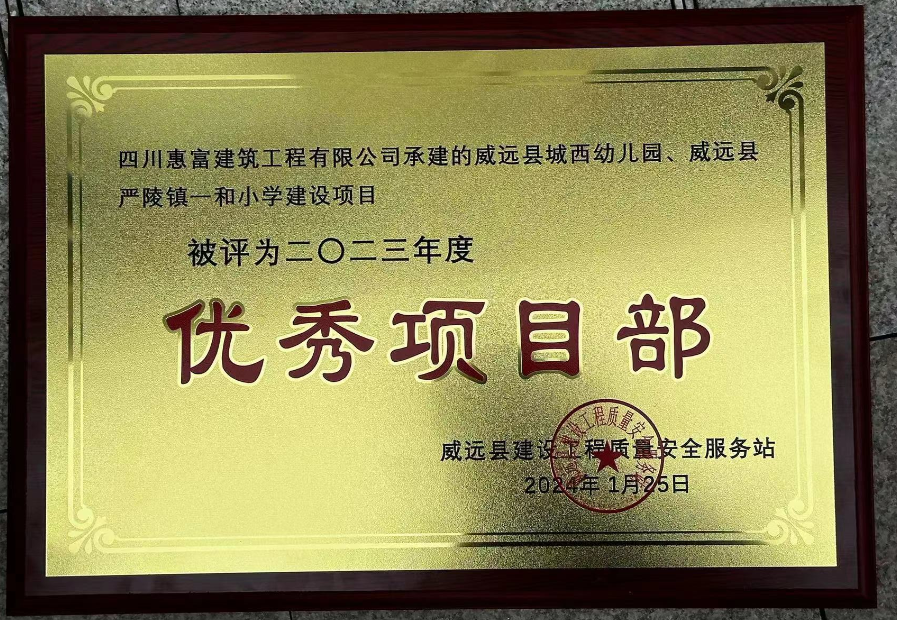 四川惠富建筑工程有限公司承建的威远县城西幼儿园、威远县
严陵镇一和小学建设项目
被评为二〇二三年度
优秀项目部
威远县建设工程质量安全服务站
2024年1月25日